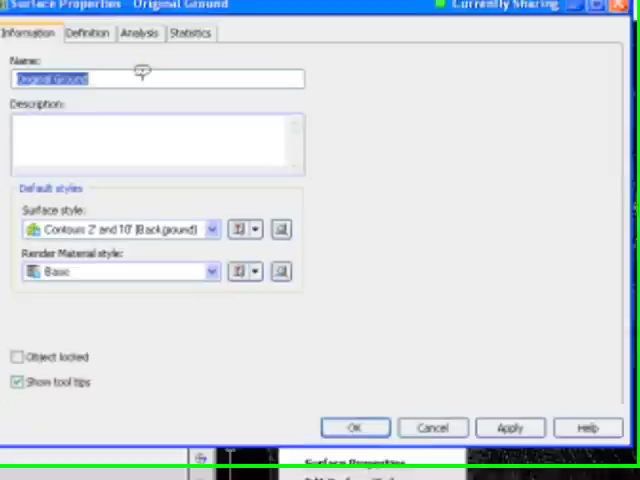 Surface Properties - Original Ground
Currently Sharing
Information Definition Analysis Statistics
Name:
Original Ground
Description:
Default styles
Surface style:
Contours 2' and 10' (Background)
Render Material style:
Basic
Object locked
Show tool tips
OK Cancel Apply Help
Surface Properties